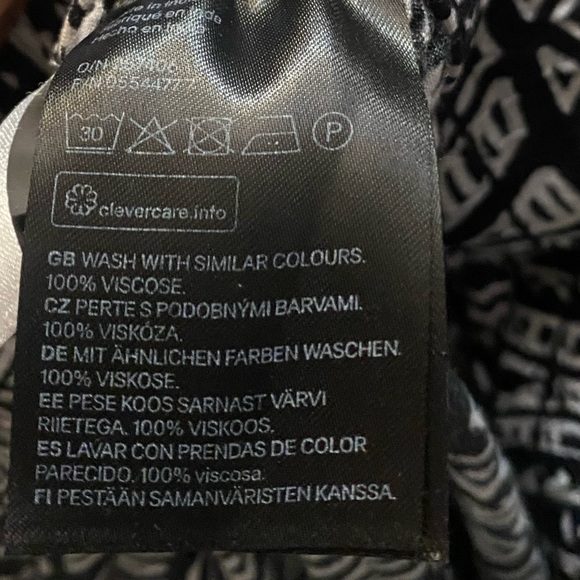 30
P
clevercare.info
GB WASH WITH SIMILAR COLOURS.
100% VISCOSE.
CZ PERTE S PODOBNÝMI BARVAMI.
100% VISKÓZA.
DE MIT ÄHNLICHEN FARBEN WASCHEN.
100% VISKOSE.
EE PESE KOOS SARNAST VÄRVI
RIIETEGA. 100% VISKOOS.
ES LAVAR CON PRENDAS DE COLOR
PARECIDO. 100% viscosa.
FI PESTÄÄN SAMANVÄRISTEN KANSSA.